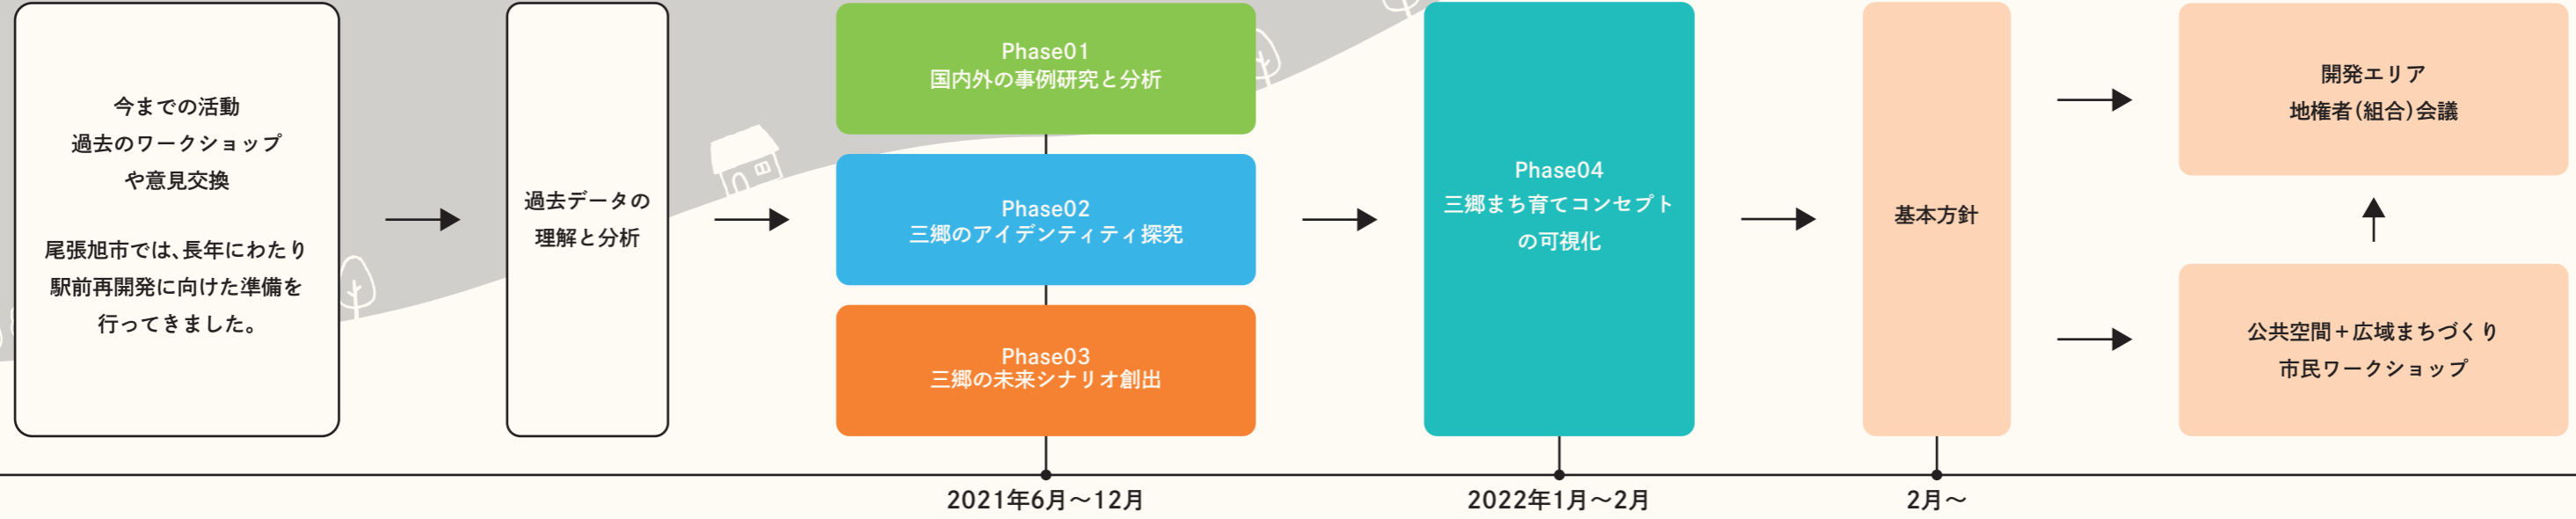 今までの活動
過去のワークショップ
や意見交換
尾張旭市では、長年にわたり
駅前再開発に向けた準備を
行ってきました。
過去データの
理解と分析
Phase01
国内外の事例研究と分析
Phase02
三郷のアイデンティティ探究
Phase03
三郷の未来シナリオ創出
Phase04
三郷まち育てコンセプト
の可視化
基本方針
開発エリア
地権者(組合)会議
公共空間+広域まちづくり
市民ワークショップ
2021年6月〜12月
2022年1月〜2月
2月〜